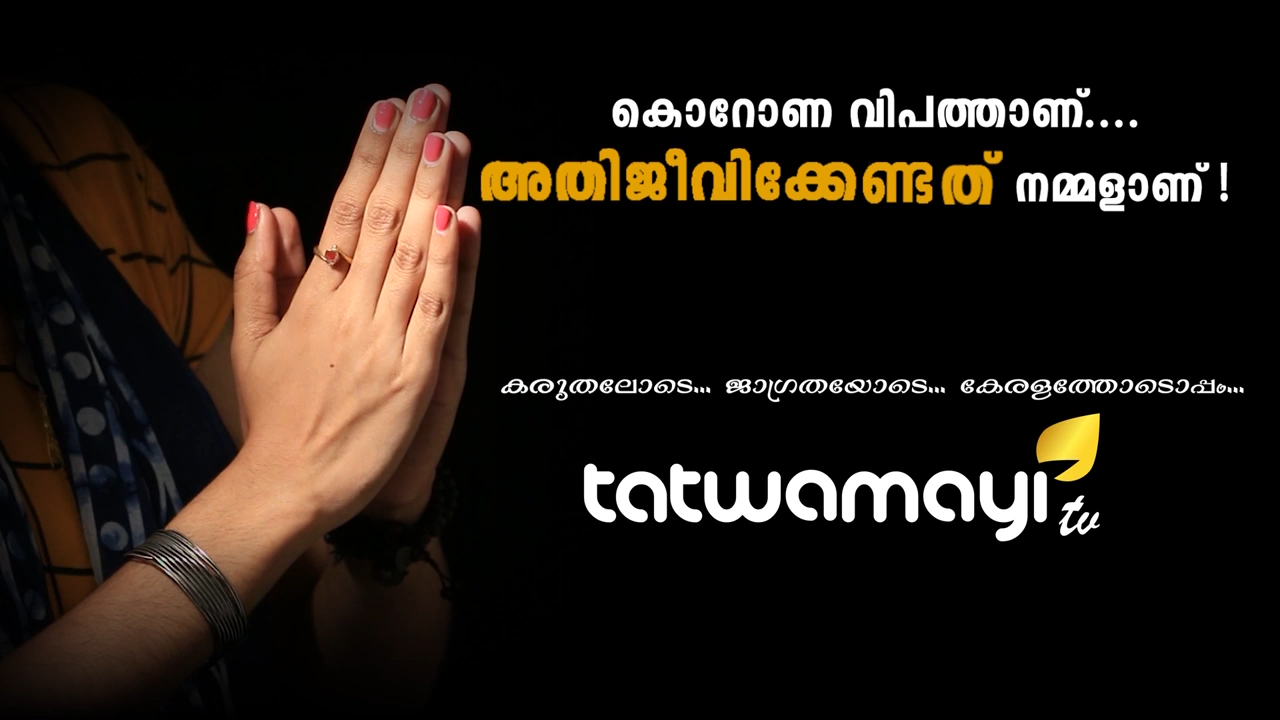 കൊറോണ വിപത്താണ്....
അതിജീവിക്കേണ്ടത് നമ്മളാണ് !
കരുതലോടെ... ജാഗ്രതയോടെ... കേരളത്തോടൊപ്പം...
tatwamayi
tv